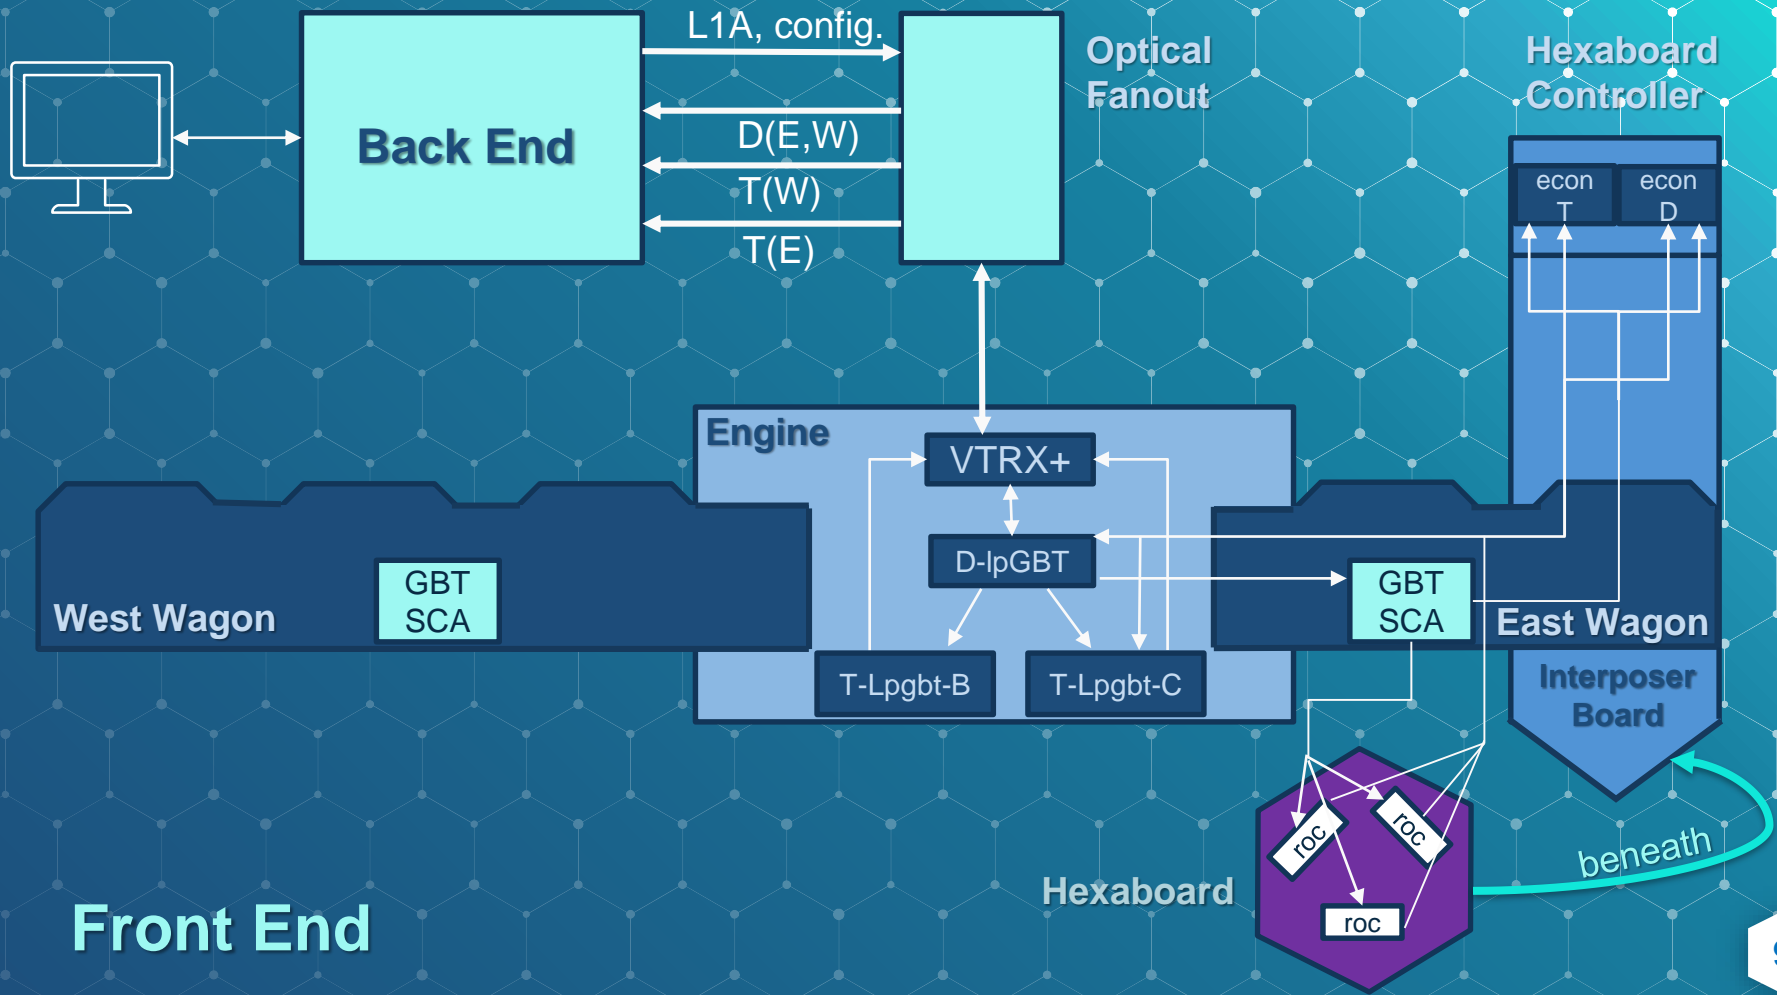 L1A, config.
Optical
Fanout
Hexaboard
Controller
Back End
D(E,W)
T(W)
T(E)
econ
T
econ
D
Engine
VTRX+
D-lpGBT
GBT
SCA
West Wagon
GBT
SCA
East Wagon
T-Lpgbt-B
T-Lpgbt-C
Interposer
Board
roc
roc
roc
beneath
Hexaboard
Front End